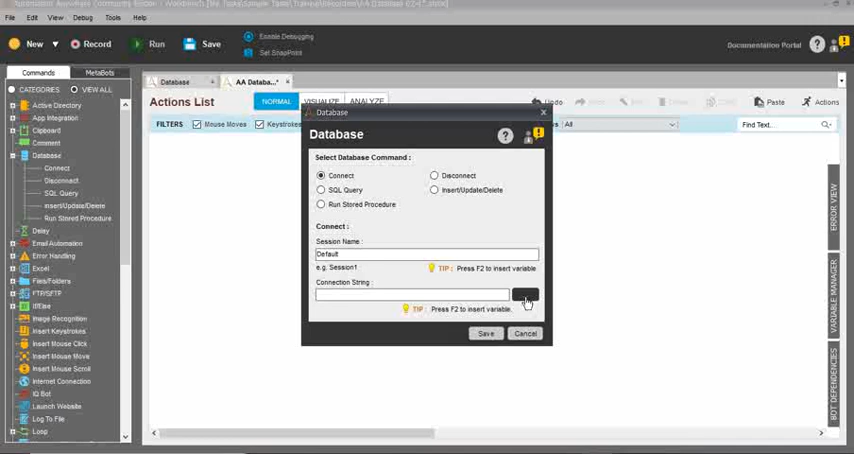 File Edit View Debug Tools Help
New Record Run Save
Enable Debugging
Set SnapPoint
Documentation Portal
Commands MetaBots
CATEGORIES VIEW ALL
Active Directory
App Integration
Clipboard
Comment
Database
Connect
Disconnect
SQL Query
Insert/Update/Delete
Run Stored Procedure
Delay
Email Automation
Error Handling
Excel
Files/Folders
FTP/SFTP
If/Else
Image Recognition
Insert Keystrokes
Insert Mouse Click
Insert Mouse Move
Insert Mouse Scroll
Internet Connection
IQ Bot
Launch Website
Log To File
Loop
Database AA Databa...*
Actions List NORMAL VISUALIZE ANALYZE Undo Paste Actions
FILTERS Mouse Moves Keystrokes All Find Text...
Database
Database
Select Database Command :
Connect Disconnect
SQL Query Insert/Update/Delete
Run Stored Procedure
Connect :
Session Name :
Default
e.g. Session1 TIP : Press F2 to insert variable
Connection String :
TIP : Press F2 to insert variable.
Save Cancel
ERROR VIEW
VARIABLE MANAGER
BOT DEPENDENCIES